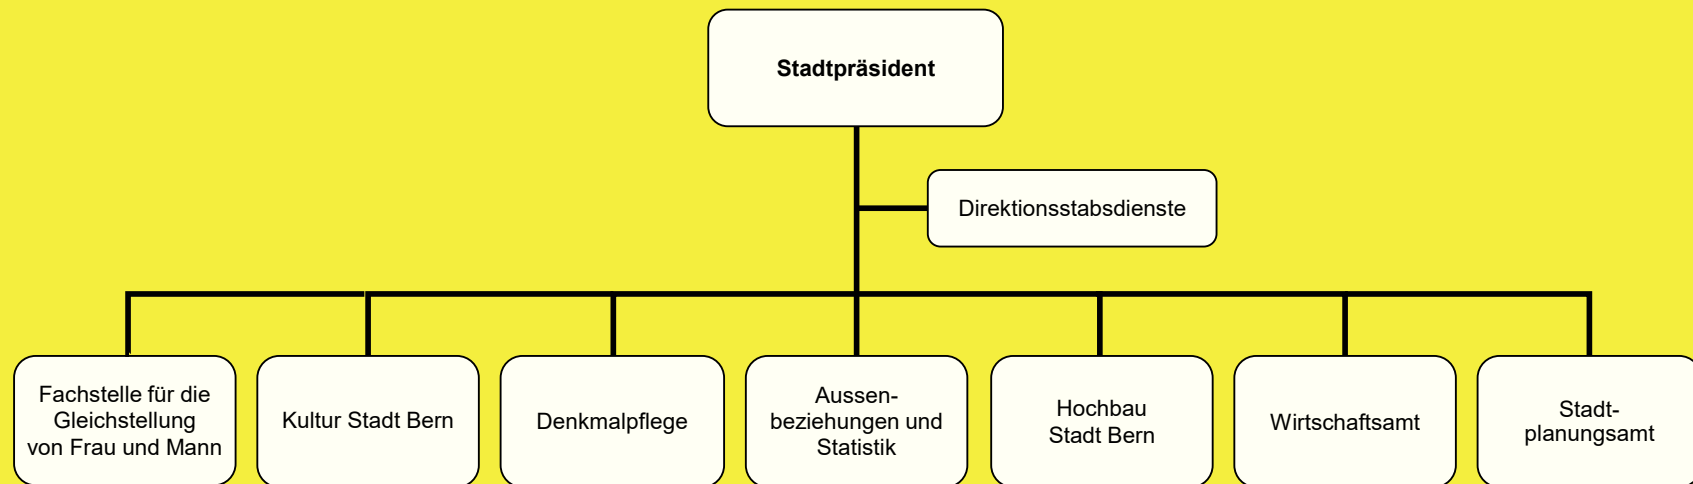 Stadtpräsident
Direktionsstabsdienste
Fachstelle für die
Gleichstellung
von Frau und Mann
Kultur Stadt Bern
Denkmalpflege
Aussen-
beziehungen und
Statistik
Hochbau
Stadt Bern
Wirtschaftsamt
Stadt-
planungsamt